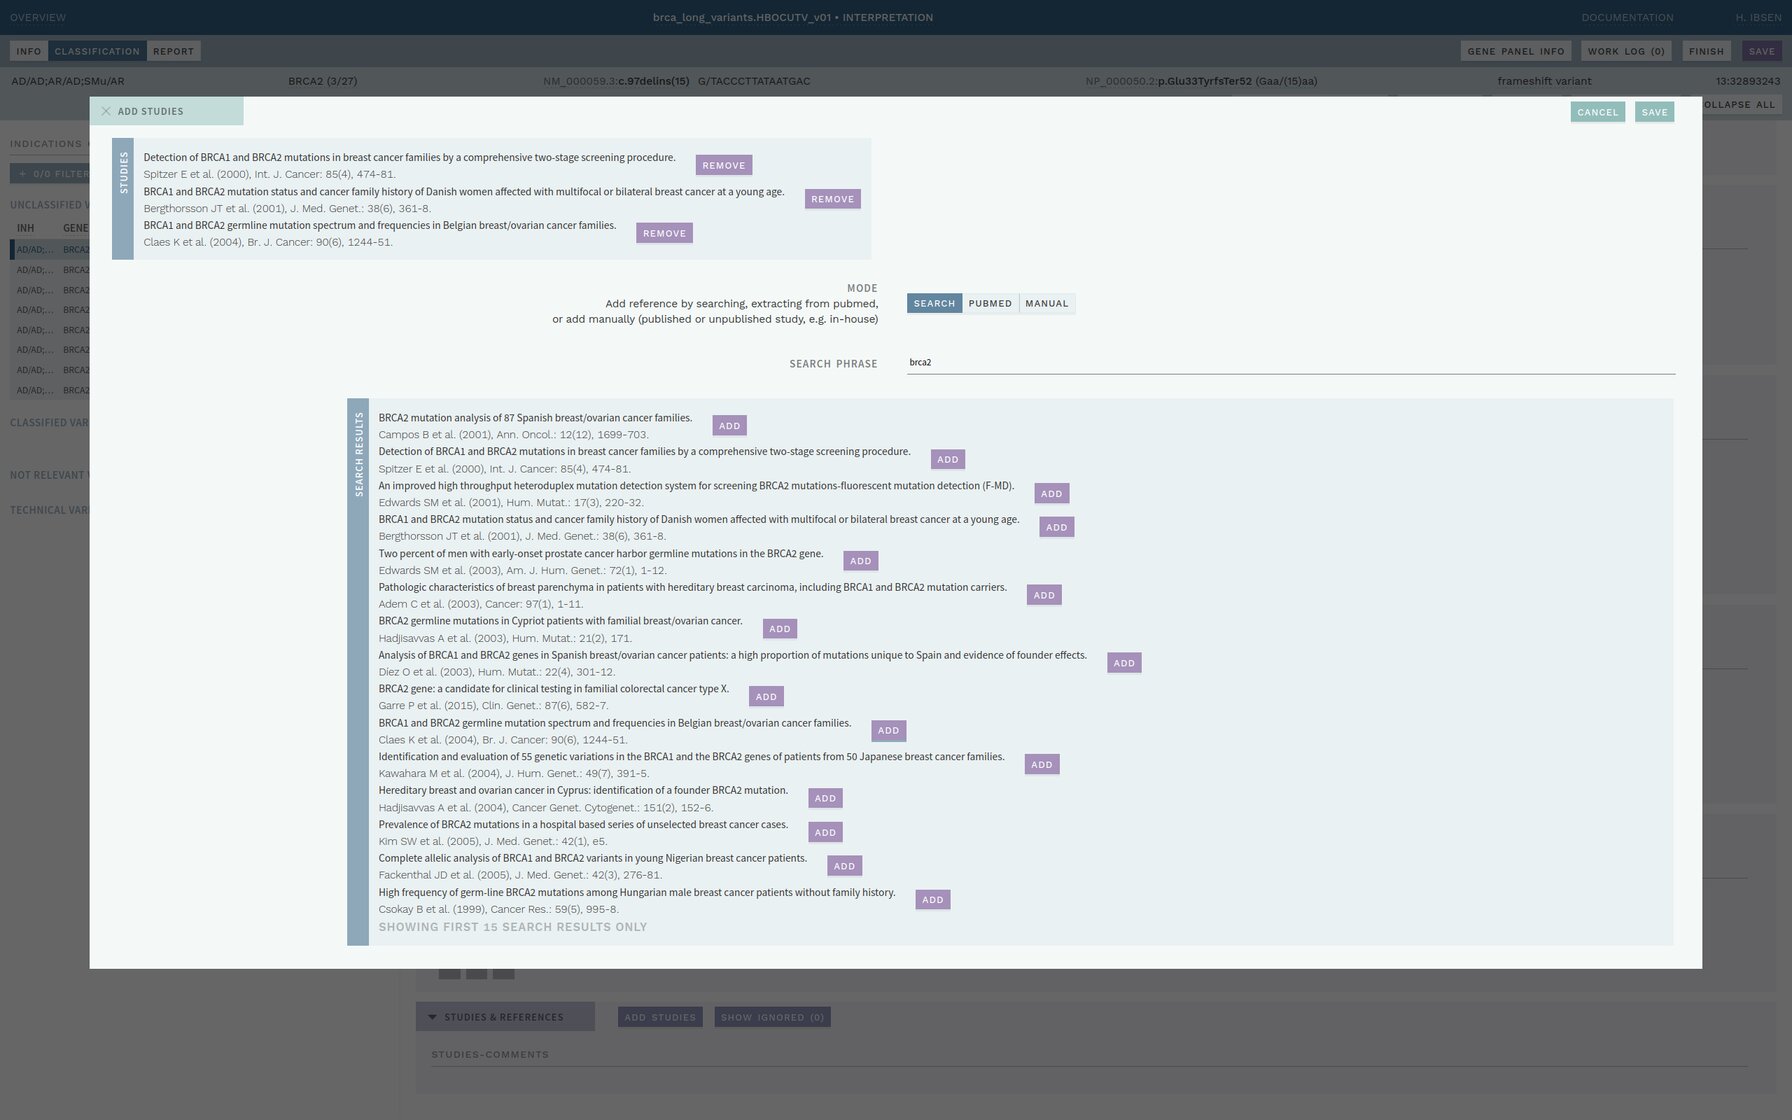 OVERVIEW
brca_long_variants.HBOCUTV_v01 • INTERPRETATION
DOCUMENTATION
H. IBSEN
INFO
CLASSIFICATION
REPORT
GENE PANEL INFO
WORK LOG (0)
FINISH
SAVE
AD/AD;AR/AD;SMu/AR
BRCA2 (3/27)
NM_000059.3:c.97delins(15) G/TACCCTTATAATGAC
NP_000050.2:p.Glu33TyrfsTer52 (Gaa/(15)aa)
frameshift variant
13:32893243
OLLAPSE ALL
INDICATIONS
+ 0/0 FILTER
UNCLASSIFIED V
INH GENE
AD/AD;... BRCA2
AD/AD;... BRCA2
AD/AD;... BRCA2
AD/AD;... BRCA2
AD/AD;... BRCA2
AD/AD;... BRCA2
AD/AD;... BRCA2
AD/AD;... BRCA2
CLASSIFIED VAR
NOT RELEVANT
TECHNICAL VAR
ADD STUDIES
CANCEL
SAVE
STUDIES
Detection of BRCA1 and BRCA2 mutations in breast cancer families by a comprehensive two-stage screening procedure.
Spitzer E et al. (2000), Int. J. Cancer: 85(4), 474-81.
REMOVE
BRCA1 and BRCA2 mutation status and cancer family history of Danish women affected with multifocal or bilateral breast cancer at a young age.
Bergthorsson JT et al. (2001), J. Med. Genet.: 38(6), 361-8.
REMOVE
BRCA1 and BRCA2 germline mutation spectrum and frequencies in Belgian breast/ovarian cancer families.
Claes K et al. (2004), Br. J. Cancer: 90(6), 1244-51.
REMOVE
MODE
Add reference by searching, extracting from pubmed,
or add manually (published or unpublished study, e.g. in-house)
SEARCH
PUBMED
MANUAL
SEARCH PHRASE
brca2
SEARCH RESULTS
BRCA2 mutation analysis of 87 Spanish breast/ovarian cancer families.
Campos B et al. (2001), Ann. Oncol.: 12(12), 1699-703.
ADD
Detection of BRCA1 and BRCA2 mutations in breast cancer families by a comprehensive two-stage screening procedure.
Spitzer E et al. (2000), Int. J. Cancer: 85(4), 474-81.
ADD
An improved high throughput heteroduplex mutation detection system for screening BRCA2 mutations-fluorescent mutation detection (F-MD).
Edwards SM et al. (2001), Hum. Mutat.: 17(3), 220-32.
ADD
BRCA1 and BRCA2 mutation status and cancer family history of Danish women affected with multifocal or bilateral breast cancer at a young age.
Bergthorsson JT et al. (2001), J. Med. Genet.: 38(6), 361-8.
ADD
Two percent of men with early-onset prostate cancer harbor germline mutations in the BRCA2 gene.
Edwards SM et al. (2003), Am. J. Hum. Genet.: 72(1), 1-12.
ADD
Pathologic characteristics of breast parenchyma in patients with hereditary breast carcinoma, including BRCA1 and BRCA2 mutation carriers.
Adem C et al. (2003), Cancer: 97(1), 1-11.
ADD
BRCA2 germline mutations in Cypriot patients with familial breast/ovarian cancer.
Hadjisavvas A et al. (2003), Hum. Mutat.: 21(2), 171.
ADD
Analysis of BRCA1 and BRCA2 genes in Spanish breast/ovarian cancer patients: a high proportion of mutations unique to Spain and evidence of founder effects.
Díez O et al. (2003), Hum. Mutat.: 22(4), 301-12.
ADD
BRCA2 gene: a candidate for clinical testing in familial colorectal cancer type X.
Garre P et al. (2015), Clin. Genet.: 87(6), 582-7.
ADD
BRCA1 and BRCA2 germline mutation spectrum and frequencies in Belgian breast/ovarian cancer families.
Claes K et al. (2004), Br. J. Cancer: 90(6), 1244-51.
ADD
Identification and evaluation of 55 genetic variations in the BRCA1 and the BRCA2 genes of patients from 50 Japanese breast cancer families.
Kawahara M et al. (2004), J. Hum. Genet.: 49(7), 391-5.
ADD
Hereditary breast and ovarian cancer in Cyprus: identification of a founder BRCA2 mutation.
Hadjisavvas A et al. (2004), Cancer Genet. Cytogenet.: 151(2), 152-6.
ADD
Prevalence of BRCA2 mutations in a hospital based series of unselected breast cancer cases.
Kim SW et al. (2005), J. Med. Genet.: 42(1), e5.
ADD
Complete allelic analysis of BRCA1 and BRCA2 variants in young Nigerian breast cancer patients.
Fackenthal JD et al. (2005), J. Med. Genet.: 42(3), 276-81.
ADD
High frequency of germ-line BRCA2 mutations among Hungarian male breast cancer patients without family history.
Csokay B et al. (1999), Cancer Res.: 59(5), 995-8.
ADD
SHOWING FIRST 15 SEARCH RESULTS ONLY
STUDIES & REFERENCES
ADD STUDIES
SHOW IGNORED (0)
STUDIES-COMMENTS